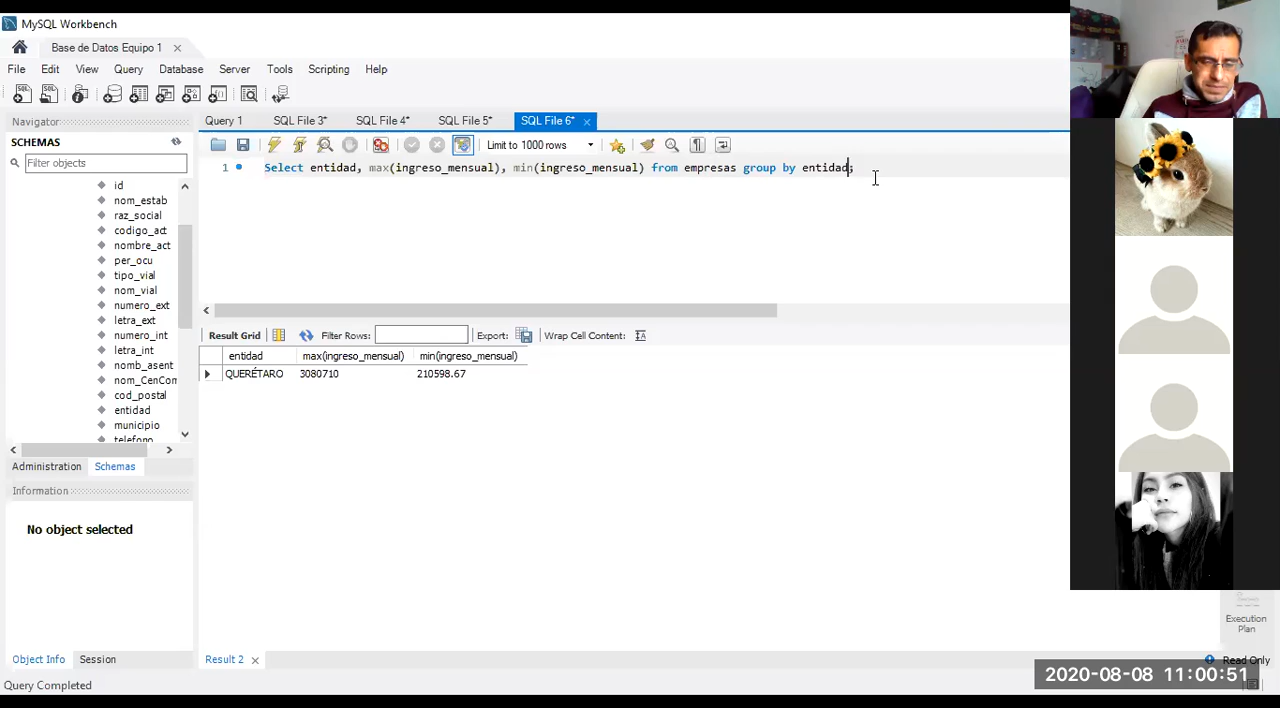 MySQL Workbench
Base de Datos Equipo 1
File Edit View Query Database Server Tools Scripting Help
Navigator
Query 1 SQL File 3* SQL File 4* SQL File 5* SQL File 6*
SCHEMAS
Limit to 1000 rows
Filter objects
1 Select entidad, max(ingreso_mensual), min(ingreso_mensual) from empresas group by entidad;
id
nom_estab
raz_social
codigo_act
nombre_act
per_ocu
tipo_vial
nom_vial
numero_ext
letra_ext
numero_int
letra_int
nomb_asent
nom_CenCom
cod_postal
entidad
municipio
telefono
Result Grid Filter Rows: Export: Wrap Cell Content:
entidad max(ingreso_mensual) min(ingreso_mensual)
QUERÉTARO 3080710 210598.67
Administration Schemas
Information
No object selected
Execution
Plan
Object Info Session
Result 2
Read Only
Query Completed
2020-08-08 11:00:51